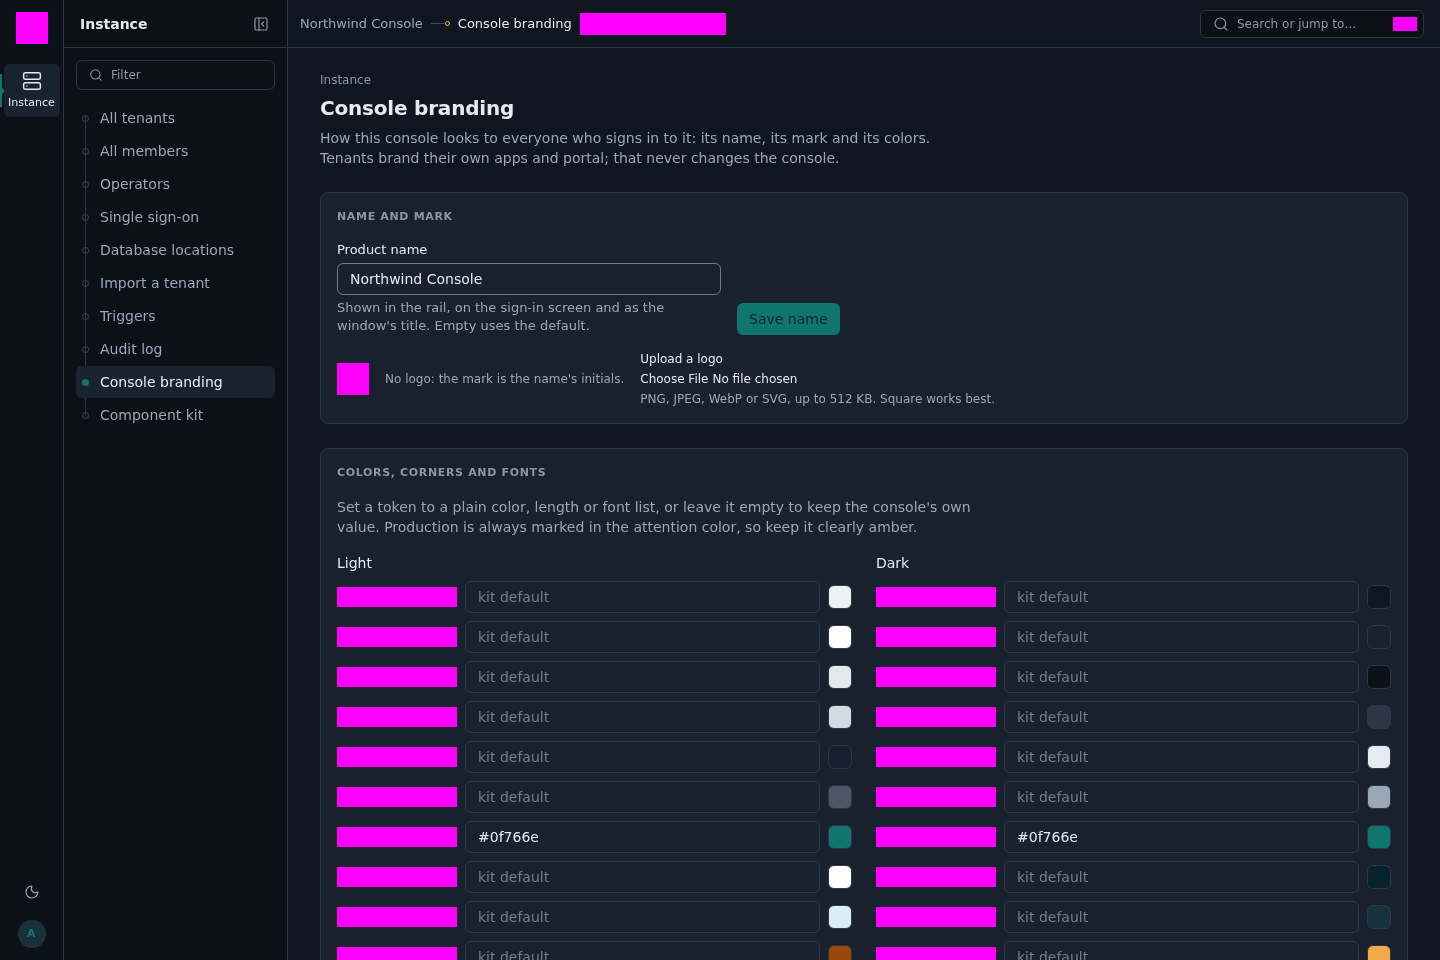 Instance
Instance
Filter
All tenants
All members
Operators
Single sign-on
Database locations
Import a tenant
Triggers
Audit log
Console branding
Component kit
A
Northwind Console
Console branding
Search or jump to…
Instance
Console branding
How this console looks to everyone who signs in to it: its name, its mark and its colors.
Tenants brand their own apps and portal; that never changes the console.
NAME AND MARK
Product name
Northwind Console
Shown in the rail, on the sign-in screen and as the
window's title. Empty uses the default.
Save name
No logo: the mark is the name's initials.
Upload a logo
Choose File No file chosen
PNG, JPEG, WebP or SVG, up to 512 KB. Square works best.
COLORS, CORNERS AND FONTS
Set a token to a plain color, length or font list, or leave it empty to keep the console's own
value. Production is always marked in the attention color, so keep it clearly amber.
Light
Dark
kit default
kit default
kit default
kit default
kit default
kit default
kit default
kit default
kit default
kit default
kit default
kit default
#0f766e
#0f766e
kit default
kit default
kit default
kit default
kit default
kit default